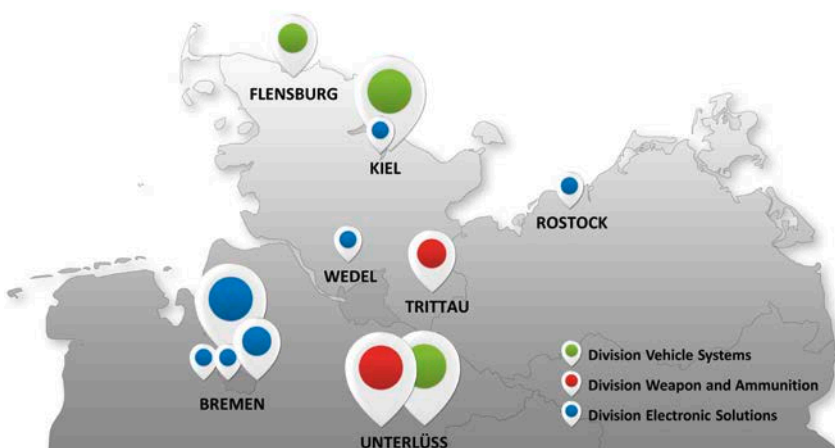 FLENSBURG
KIEL
ROSTOCK
WEDEL
TRITTAU
BREMEN
UNTERLÜSS
Division Vehicle Systems
Division Weapon and Ammunition
Division Electronic Solutions